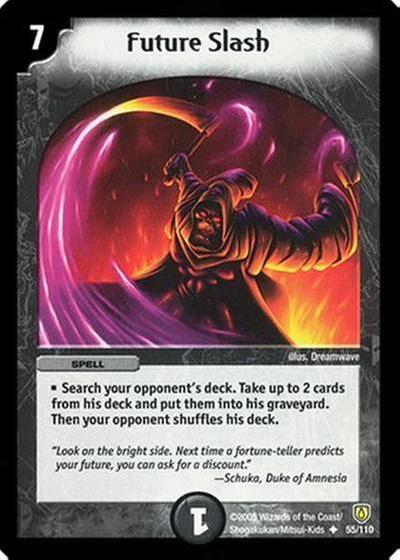 7
Future Slash
illus. Dreamwave
SPELL
▪ Search your opponent's deck. Take up to 2 cards
from his deck and put them into his graveyard.
Then your opponent shuffles his deck.
"Look on the bright side. Next time a fortune-teller predicts
your future, you can ask for a discount."
—Schuka, Duke of Amnesia
1
©2005 Wizards of the Coast/
Shogakukan/Mitsui-Kids ◆ 55/110